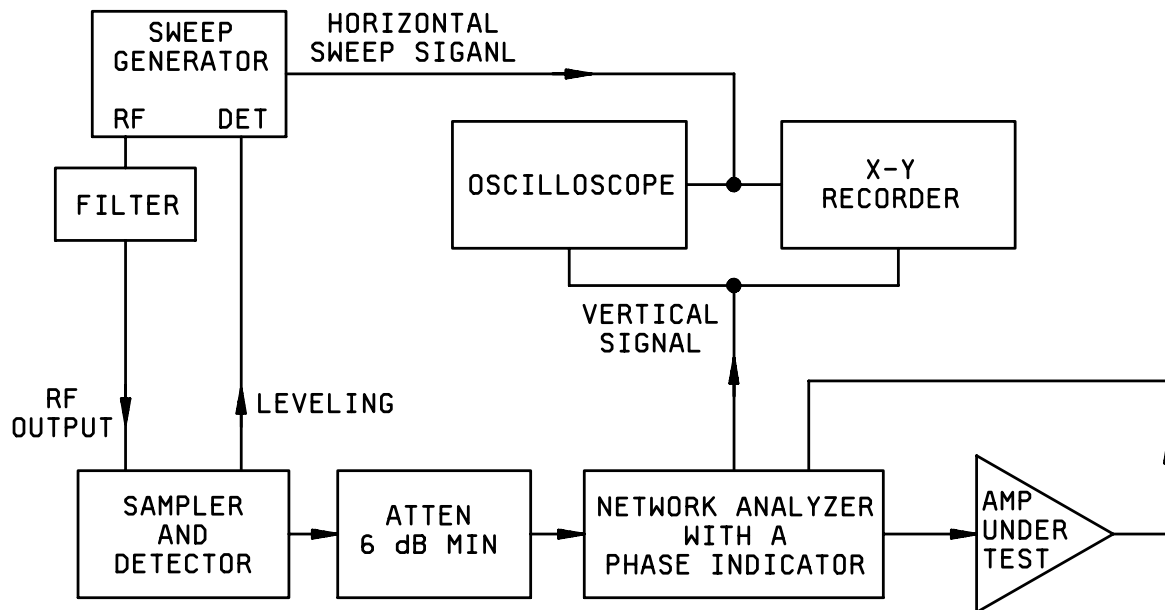 SWEEP
GENERATOR
RF DET
HORIZONTAL
SWEEP SIGANL
FILTER
OSCILLOSCOPE
X-Y
RECORDER
VERTICAL
SIGNAL
RF
OUTPUT
LEVELING
SAMPLER
AND
DETECTOR
ATTEN
6 dB MIN
NETWORK ANALYZER
WITH A
PHASE INDICATOR
AMP
UNDER
TEST